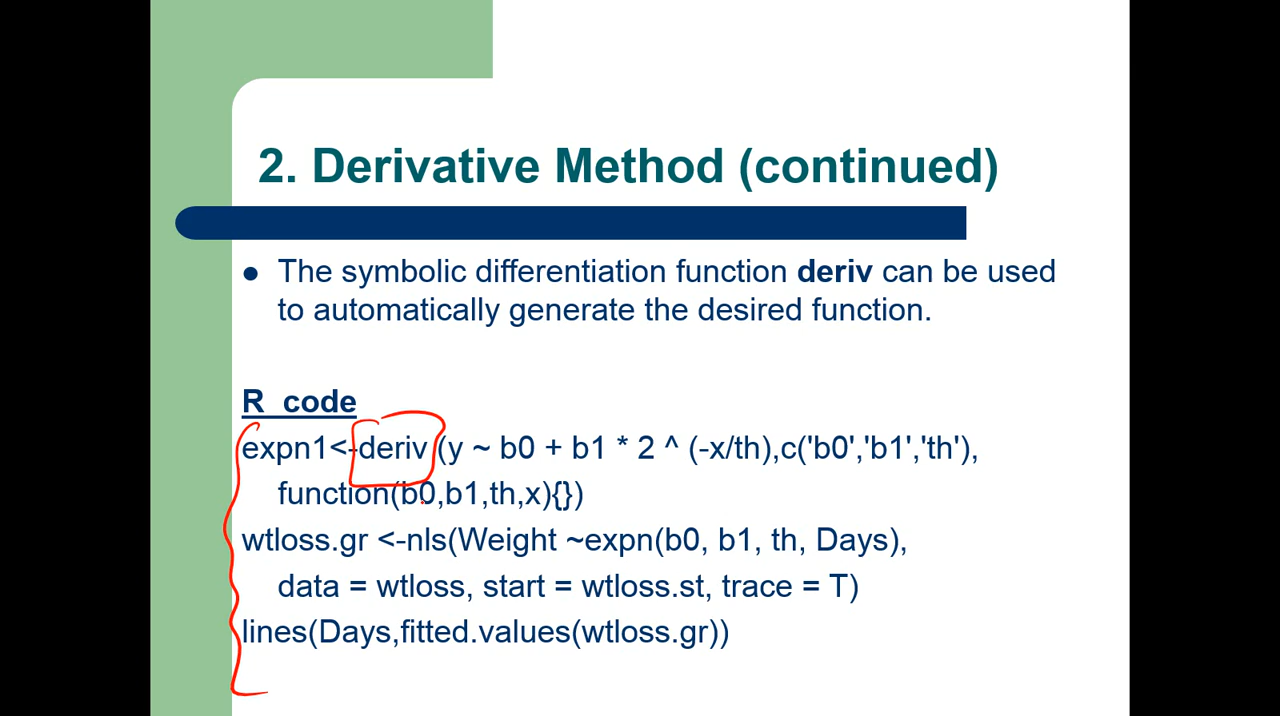 2. Derivative Method (continued)
● The symbolic differentiation function deriv can be used
to automatically generate the desired function.
R code
expn1<-deriv (y ~ b0 + b1 * 2 ^ (-x/th),c('b0','b1','th'),
function(b0,b1,th,x){})
wtloss.gr <-nls(Weight ~expn(b0, b1, th, Days),
data = wtloss, start = wtloss.st, trace = T)
lines(Days,fitted.values(wtloss.gr))